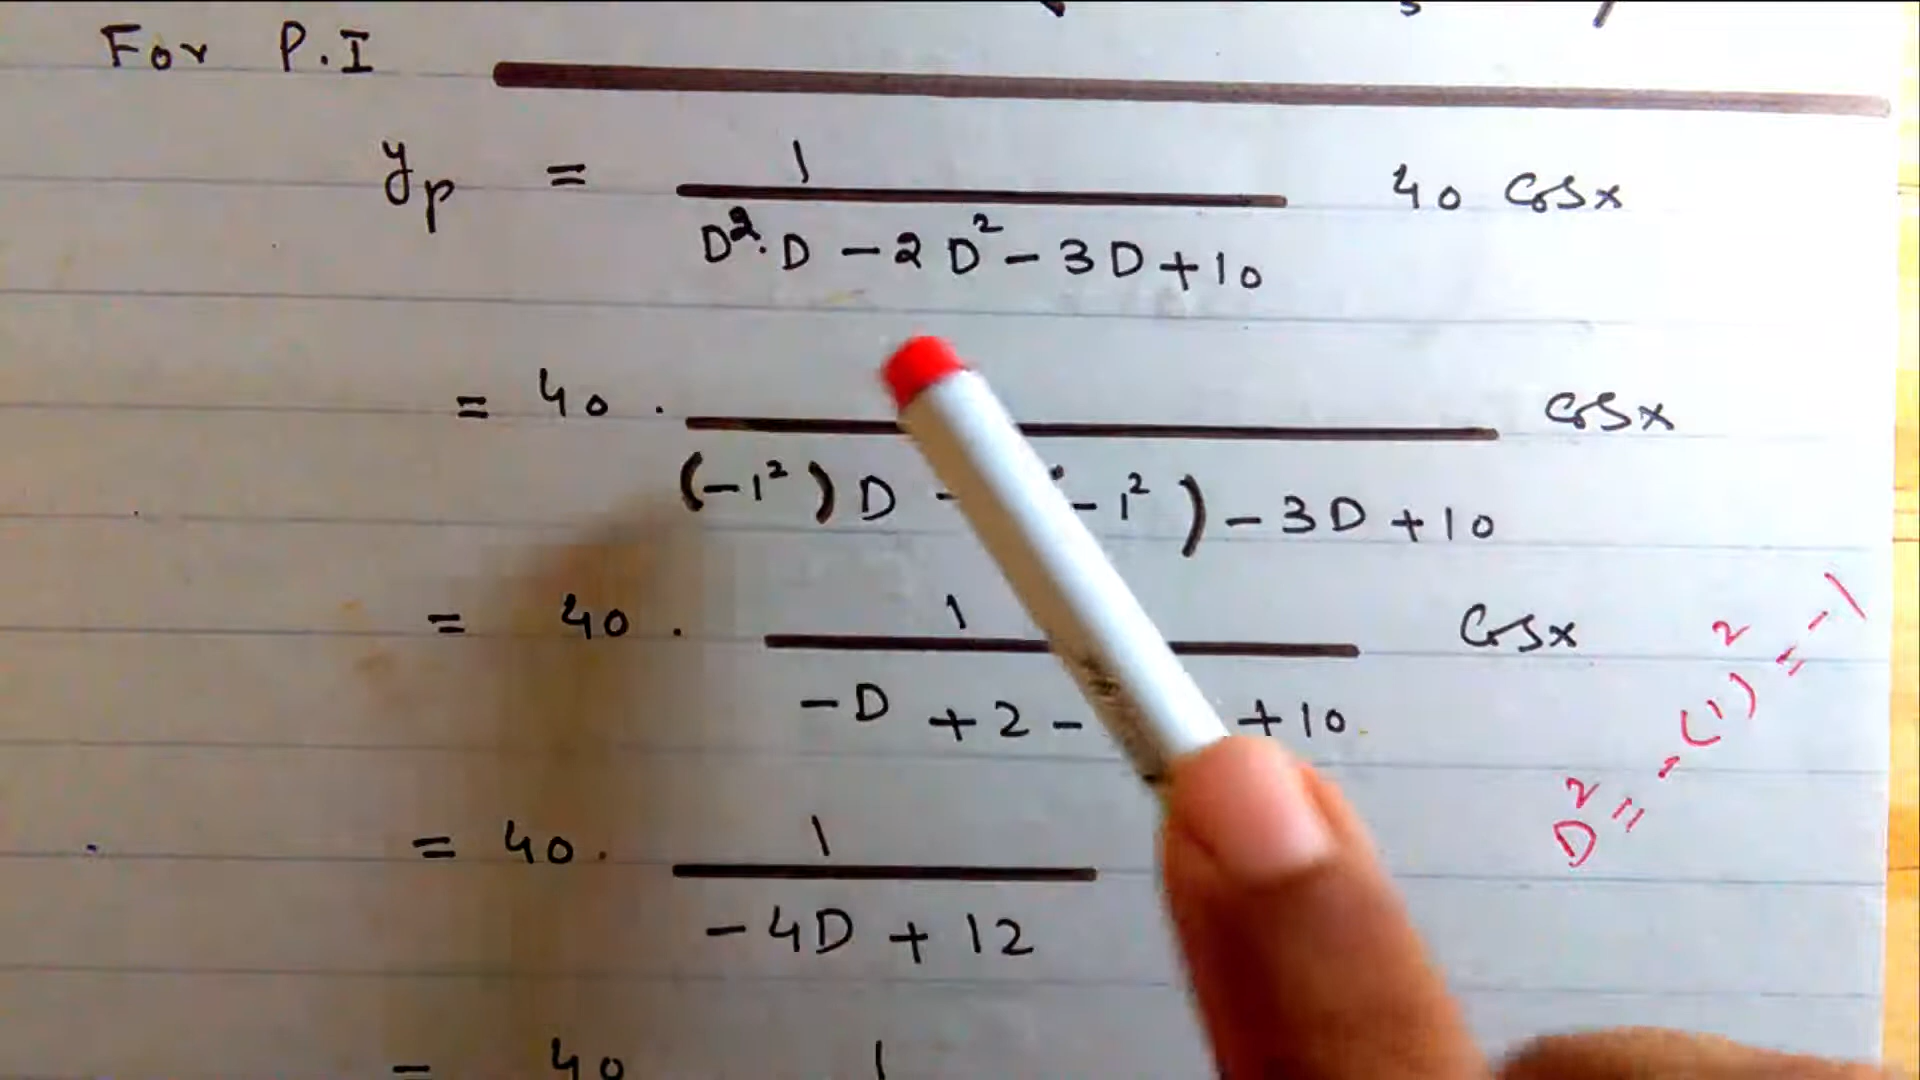 For P.I
y_p = 1 / (D²·D - 2D² - 3D + 10) 40 Cosx
= 40 · / ((-1²)D - -1²) - 3D + 10 Cosx
= 40 · 1 / (-D + 2 - + 10) Cosx
= 40 · 1 / (-4D + 12)
40 1
D² = -(1)² = -1